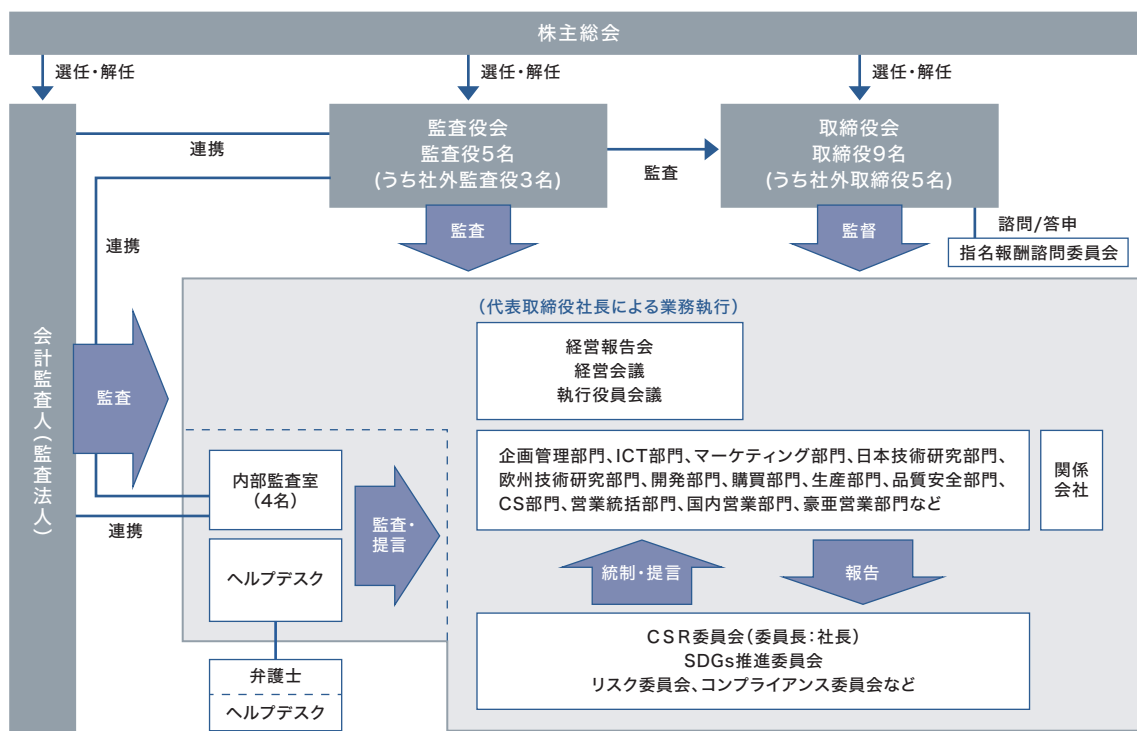 株主総会
選任・解任
選任・解任
選任・解任
監査役会
監査役5名
(うち社外監査役3名)
取締役会
取締役9名
(うち社外取締役5名)
連携
監査
連携
監査
監督
諮問/答申
指名報酬諮問委員会
会計監査人(監査法人)
監査
(代表取締役社長による業務執行)
経営報告会
経営会議
執行役員会議
企画管理部門、ICT部門、マーケティング部門、日本技術研究部門、
欧州技術研究部門、開発部門、購買部門、生産部門、品質安全部門、
CS部門、営業統括部門、国内営業部門、豪亜営業部門など
関係
会社
内部監査室
(4名)
連携
監査・
提言
ヘルプデスク
統制・提言
報告
CSR委員会(委員長:社長)
SDGs推進委員会
リスク委員会、コンプライアンス委員会など
弁護士
ヘルプデスク